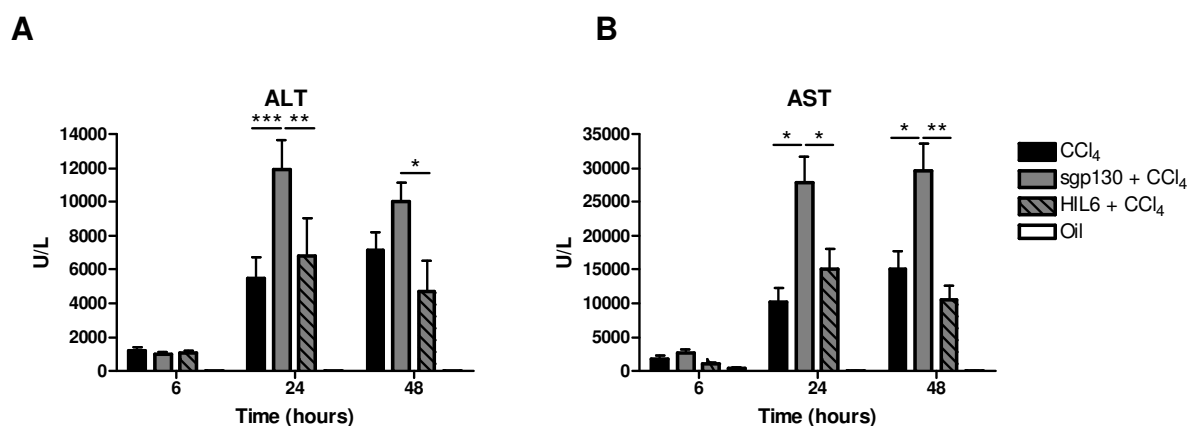 A
B
ALT
*** **
*
14000
12000
10000
8000
6000
4000
2000
0
U/L
6 24 48
Time (hours)
AST
* *
* **
35000
30000
25000
20000
15000
10000
5000
0
U/L
6 24 48
Time (hours)
CCl₄
sgp130 + CCl₄
HIL6 + CCl₄
Oil